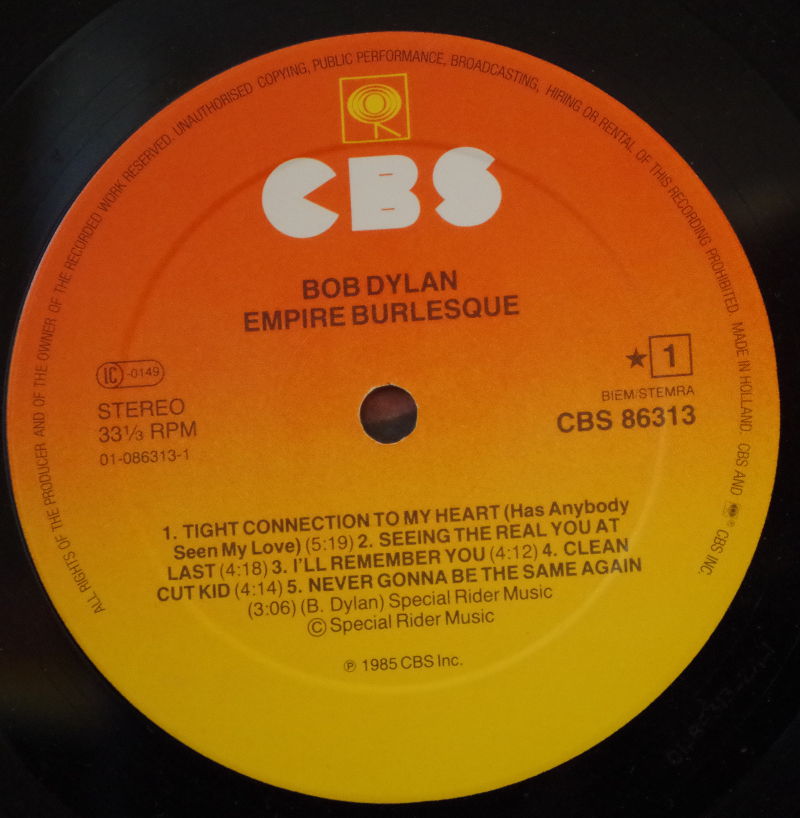 ALL RIGHTS OF THE PRODUCER AND OF THE OWNER OF THE RECORDED WORK RESERVED. UNAUTHORISED COPYING, PUBLIC PERFORMANCE, BROADCASTING, HIRING OR RENTAL OF THIS RECORDING PROHIBITED. MADE IN HOLLAND. CBS AND ® CBS INC.
CBS
BOB DYLAN
EMPIRE BURLESQUE
★ 1
IC -0149
BIEM/STEMRA
STEREO
CBS 86313
33⅓ RPM
01-086313-1
1. TIGHT CONNECTION TO MY HEART (Has Anybody
Seen My Love) (5:19) 2. SEEING THE REAL YOU AT
LAST (4:18) 3. I'LL REMEMBER YOU (4:12) 4. CLEAN
CUT KID (4:14) 5. NEVER GONNA BE THE SAME AGAIN
(3:06) (B. Dylan) Special Rider Music
© Special Rider Music
℗ 1985 CBS Inc.